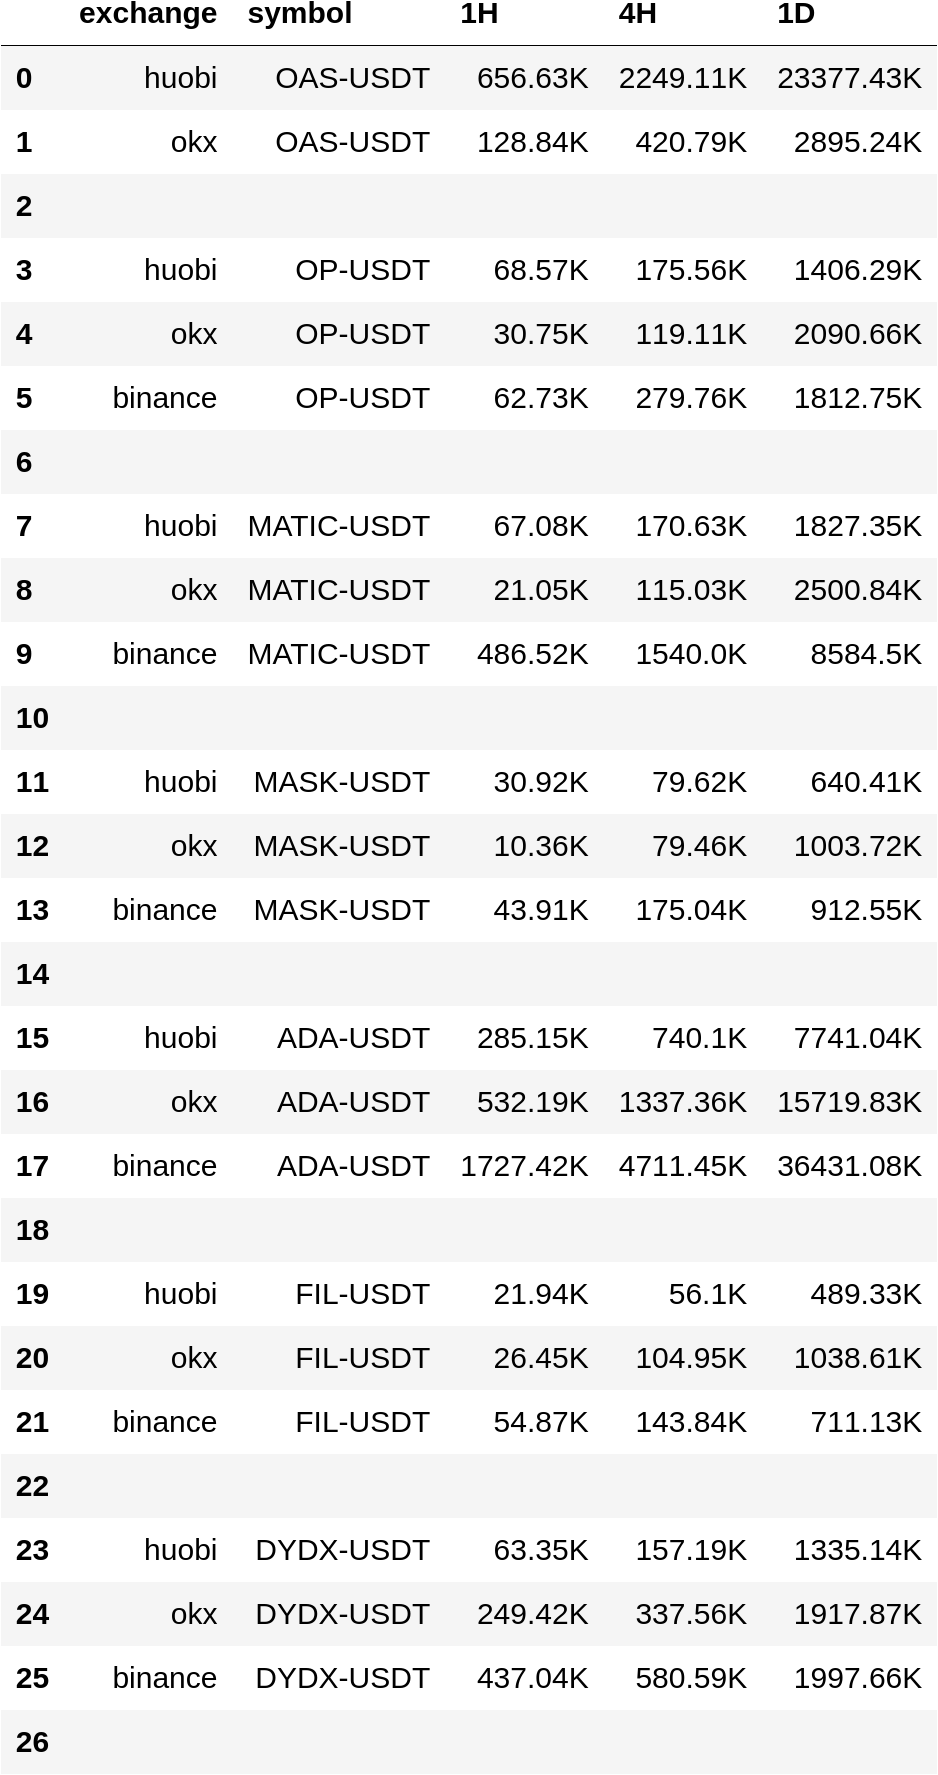 exchange symbol 1H 4H 1D
0 huobi OAS-USDT 656.63K 2249.11K 23377.43K
1 okx OAS-USDT 128.84K 420.79K 2895.24K
2
3 huobi OP-USDT 68.57K 175.56K 1406.29K
4 okx OP-USDT 30.75K 119.11K 2090.66K
5 binance OP-USDT 62.73K 279.76K 1812.75K
6
7 huobi MATIC-USDT 67.08K 170.63K 1827.35K
8 okx MATIC-USDT 21.05K 115.03K 2500.84K
9 binance MATIC-USDT 486.52K 1540.0K 8584.5K
10
11 huobi MASK-USDT 30.92K 79.62K 640.41K
12 okx MASK-USDT 10.36K 79.46K 1003.72K
13 binance MASK-USDT 43.91K 175.04K 912.55K
14
15 huobi ADA-USDT 285.15K 740.1K 7741.04K
16 okx ADA-USDT 532.19K 1337.36K 15719.83K
17 binance ADA-USDT 1727.42K 4711.45K 36431.08K
18
19 huobi FIL-USDT 21.94K 56.1K 489.33K
20 okx FIL-USDT 26.45K 104.95K 1038.61K
21 binance FIL-USDT 54.87K 143.84K 711.13K
22
23 huobi DYDX-USDT 63.35K 157.19K 1335.14K
24 okx DYDX-USDT 249.42K 337.56K 1917.87K
25 binance DYDX-USDT 437.04K 580.59K 1997.66K
26